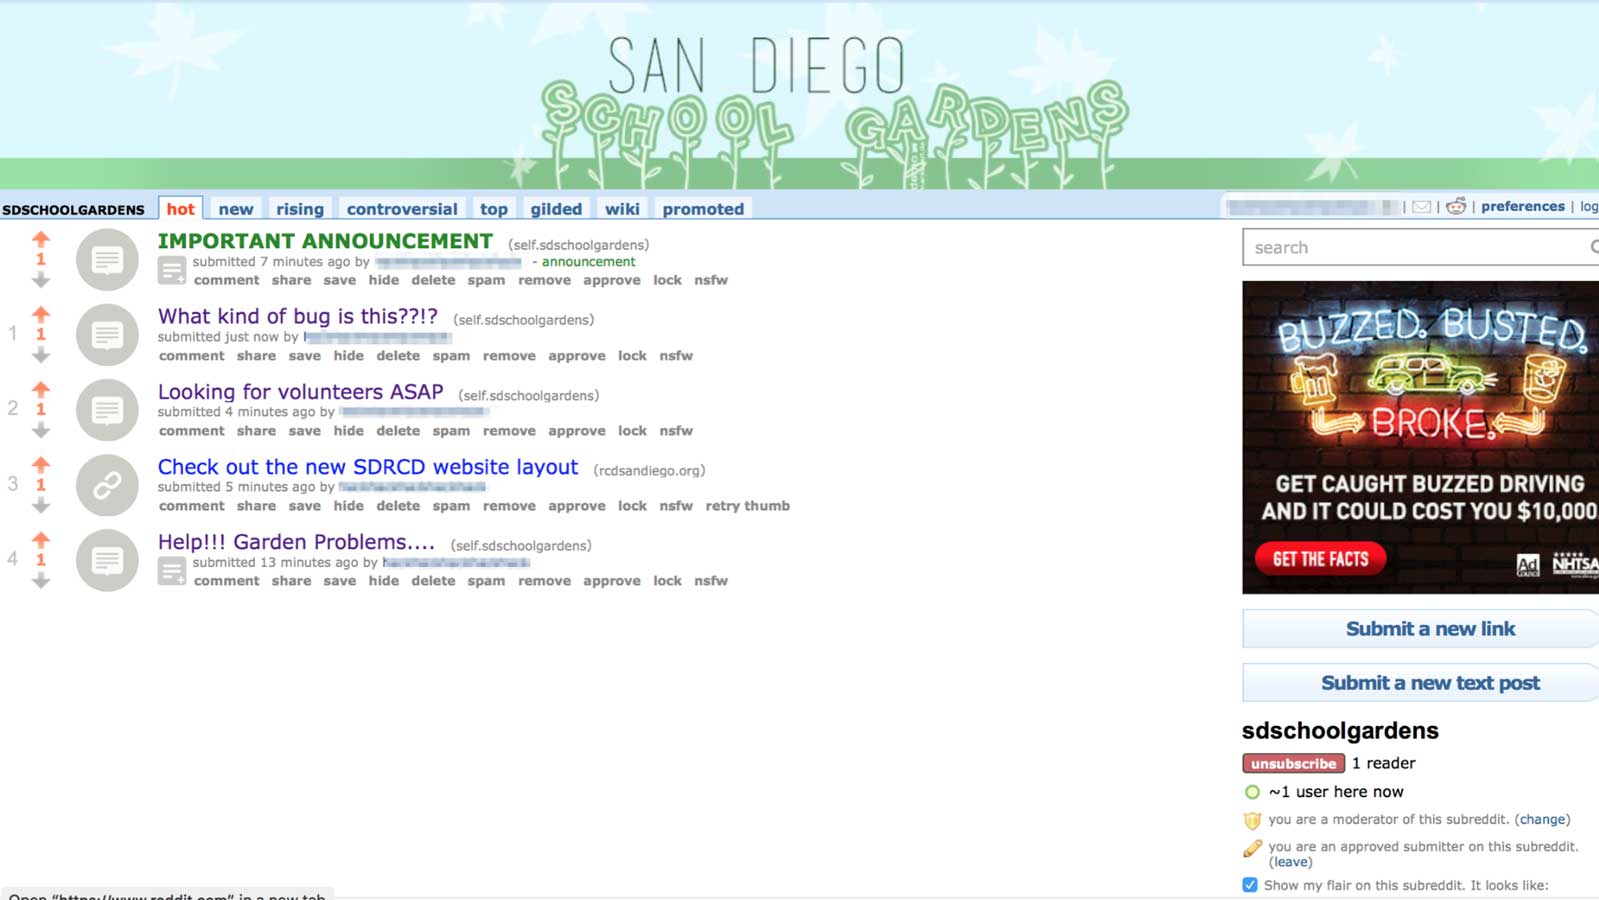 SAN DIEGO
SCHOOL GARDENS
SDSCHOOLGARDENS hot new rising controversial top gilded wiki promoted
| | preferences | log
1
IMPORTANT ANNOUNCEMENT (self.sdschoolgardens)
submitted 7 minutes ago by - announcement
comment share save hide delete spam remove approve lock nsfw
1
1
What kind of bug is this??!? (self.sdschoolgardens)
submitted just now by
comment share save hide delete spam remove approve lock nsfw
2
1
Looking for volunteers ASAP (self.sdschoolgardens)
submitted 4 minutes ago by
comment share save hide delete spam remove approve lock nsfw
3
1
Check out the new SDRCD website layout (rcdsandiego.org)
submitted 5 minutes ago by
comment share save hide delete spam remove approve lock nsfw retry thumb
4
1
Help!!! Garden Problems.... (self.sdschoolgardens)
submitted 13 minutes ago by
comment share save hide delete spam remove approve lock nsfw
search
BUZZED. BUSTED.
BROKE.
GET CAUGHT BUZZED DRIVING
AND IT COULD COST YOU $10,000.
GET THE FACTS
Ad Council
NHTSA
Submit a new link
Submit a new text post
sdschoolgardens
unsubscribe 1 reader
~1 user here now
you are a moderator of this subreddit. (change)
you are an approved submitter on this subreddit.
(leave)
Show my flair on this subreddit. It looks like:
Open "https://www.reddit.com" in a new tab